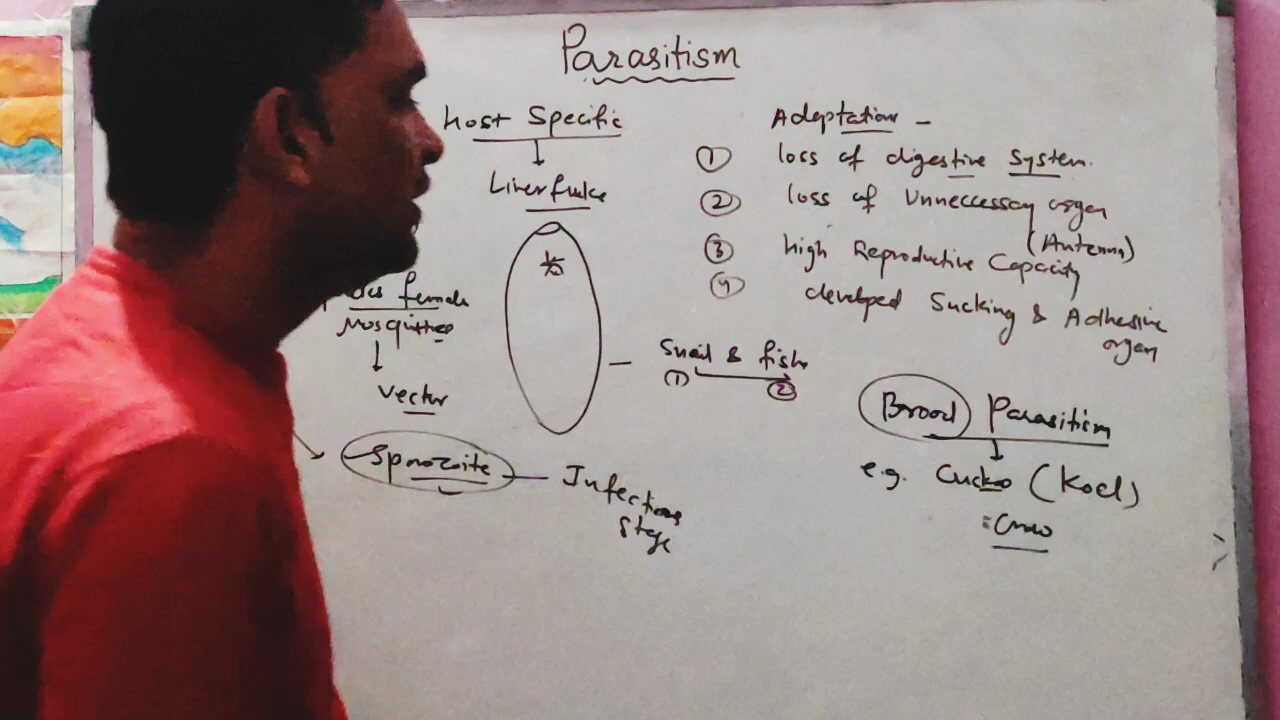 Parasitism
host Specific
Liverfluke
female
Mosquitoes
Vector
Sporozoite — Infectious
stage
Snail & fish
① ②
Adaptation -
① loss of digestive system.
② loss of Unneccessary organ
(Antenna)
③ high Reproductive Capacity
④ developed Sucking & Adhesive
organ
Brood Parasitism
e.g. Cuckoo (Koel)
Crow